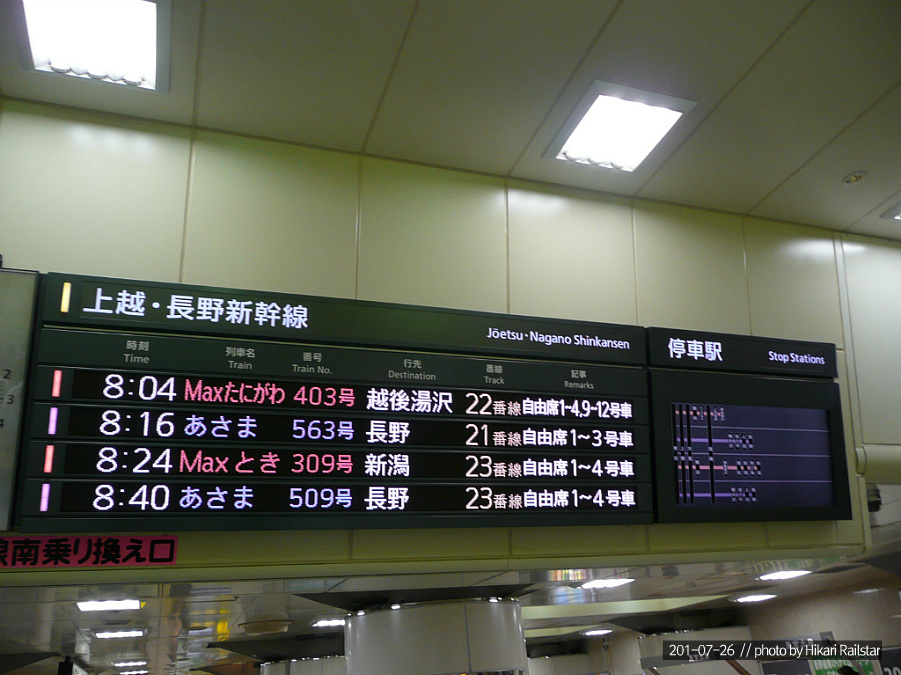 上越・長野新幹線
Jōetsu・Nagano Shinkansen
停車駅 Stop Stations
時刻 列車名 番号 行先 番線 記事
Time Train Train No. Destination Track Remarks
8:04 Maxたにがわ 403号 越後湯沢 22番線 自由席1~4,9~12号車
8:16 あさま 563号 長野 21番線 自由席1~3号車
8:24 Maxとき 309号 新潟 23番線 自由席1~4号車
8:40 あさま 509号 長野 23番線 自由席1~4号車
線南乗り換え口
201-07-26 // photo by Hikari Railstar